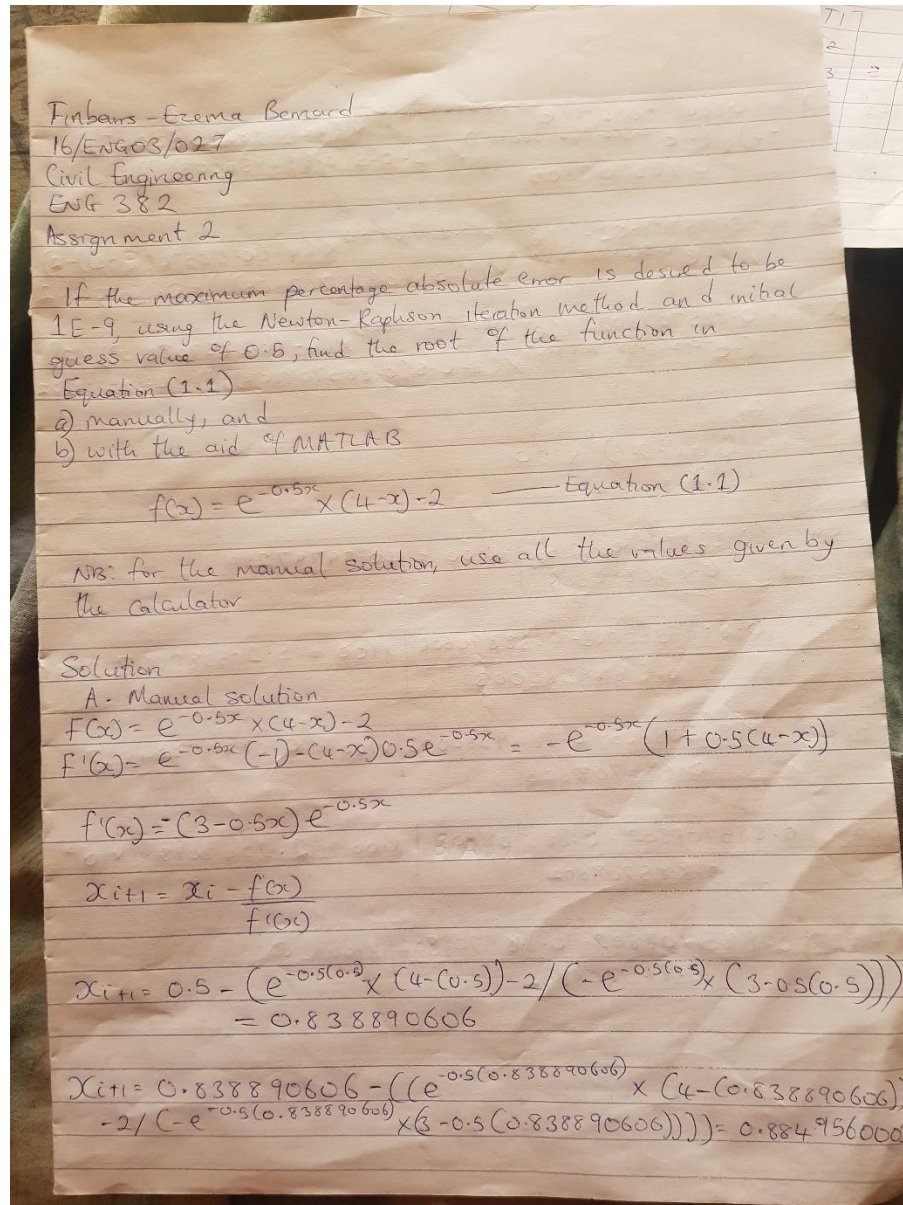 Finbarrs-Ezema Bernard
16/ENG03/027
Civil Engineering
ENG 382
Assignment 2
If the maximum percentage absolute error is desired to be
1E-9, using the Newton-Raphson iteration method and initial
guess value of 0.5, find the root of the function in
Equation (1.1)
a) manually, and
b) with the aid of MATLAB
f(x) = e^{-0.5x} × (4-x) - 2 —— Equation (1.1)
NB: for the manual solution, use all the values given by
the calculator
Solution
A - Manual solution
F(x) = e^{-0.5x} × (4-x) - 2
F'(x) = e^{-0.5x} (-1) - (4-x)0.5e^{-0.5x} = -e^{-0.5x} (1 + 0.5(4-x))
f'(x) = -(3-0.5x) e^{-0.5x}
x_{i+1} = x_i - f(x)
f'(x)
x_{i+1} = 0.5 - (e^{-0.5(0.5)} × (4-(0.5))-2/(-e^{-0.5(0.5)} × (3-0.5(0.5)))
= 0.838890606
x_{i+1} = 0.838890606 - ((e^{-0.5(0.838890606)} × (4-(0.838890606))
-2/(-e^{-0.5(0.838890606)} × (3-0.5(0.838890606)))) = 0.884956000
T17
2
3